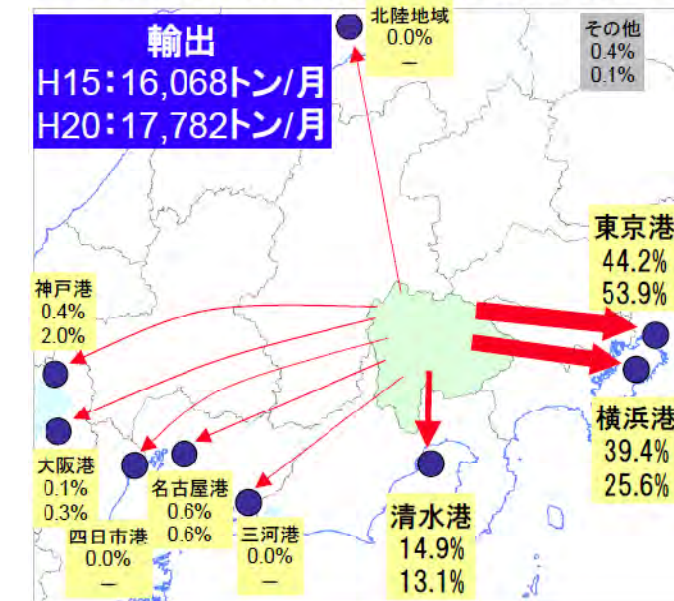 輸出
H15：16,068トン/月
H20：17,782トン/月
北陸地域
0.0%
―
その他
0.4%
0.1%
東京港
44.2%
53.9%
神戸港
0.4%
2.0%
横浜港
39.4%
25.6%
大阪港
0.1%
0.3%
四日市港
0.0%
―
名古屋港
0.6%
0.6%
三河港
0.0%
―
清水港
14.9%
13.1%